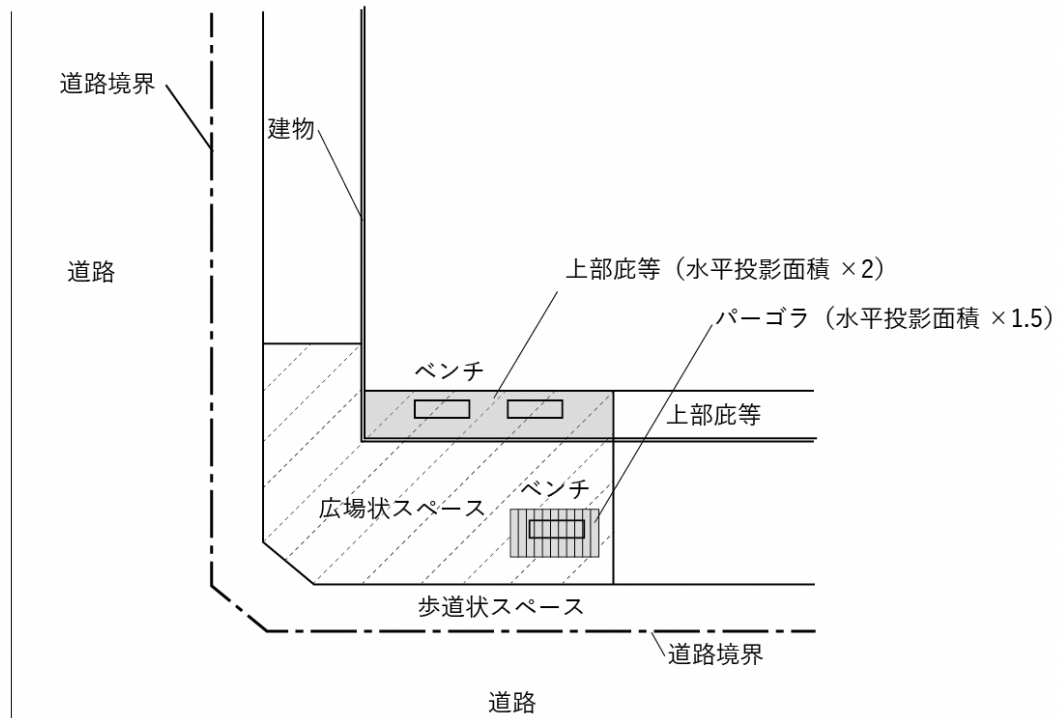 道路境界
建物
道路
上部庇等（水平投影面積 ×2）
パーゴラ（水平投影面積 ×1.5）
ベンチ
上部庇等
ベンチ
広場状スペース
歩道状スペース
道路境界
道路